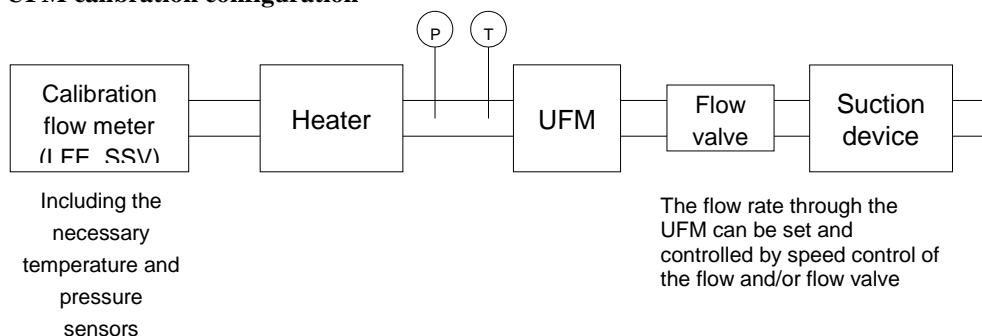 UFM calibration configuration
P
T
Calibration
flow meter
(LFE, SSV)
Heater
UFM
Flow
valve
Suction
device
Including the
necessary
temperature and
pressure
sensors
The flow rate through the
UFM can be set and
controlled by speed control of
the flow and/or flow valve